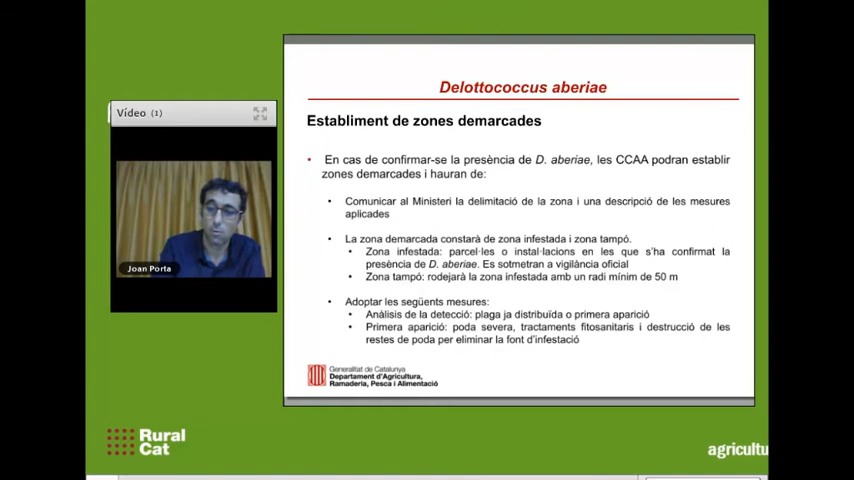 Delottococcus aberiae
Establiment de zones demarcades
• En cas de confirmar-se la presència de D. aberiae, les CCAA podran establir
zones demarcades i hauran de:
• Comunicar al Ministeri la delimitació de la zona i una descripció de les mesures
aplicades
• La zona demarcada constarà de zona infestada i zona tampó.
• Zona infestada: parcel·les o instal·lacions en les que s'ha confirmat la
presència de D. aberiae. Es sotmetran a vigilància oficial
• Zona tampó: rodejarà la zona infestada amb un radi mínim de 50 m
• Adoptar les següents mesures:
• Anàlisis de la detecció: plaga ja distribuïda o primera aparició
• Primera aparició: poda severa, tractaments fitosanitaris i destrucció de les
restes de poda per eliminar la font d'infestació
Generalitat de Catalunya
Departament d'Agricultura,
Ramaderia, Pesca i Alimentació
Vídeo (1)
Joan Porta
Rural
Cat
agricultu